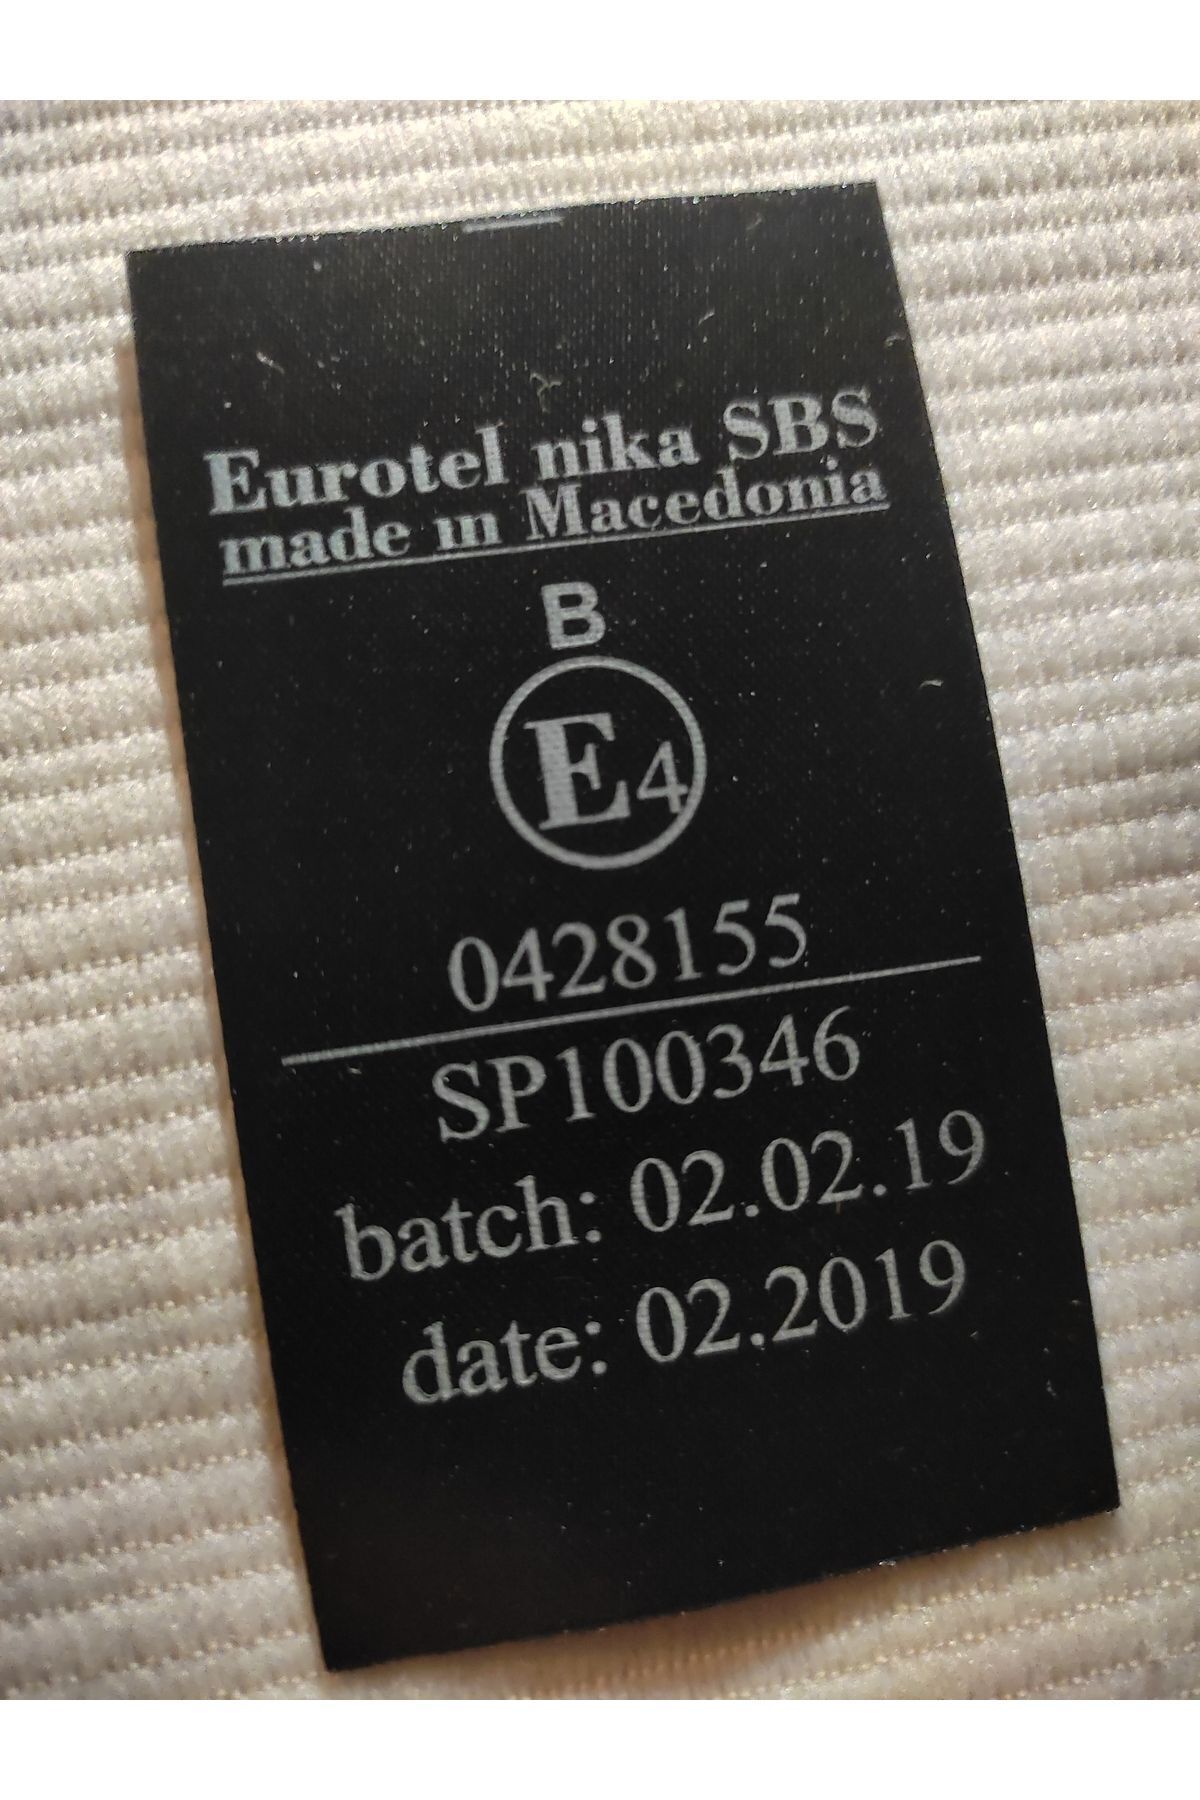 Eurotel nika SBS
made in Macedonia
B
E4
0428155
SP100346
batch: 02.02.19
date: 02.2019